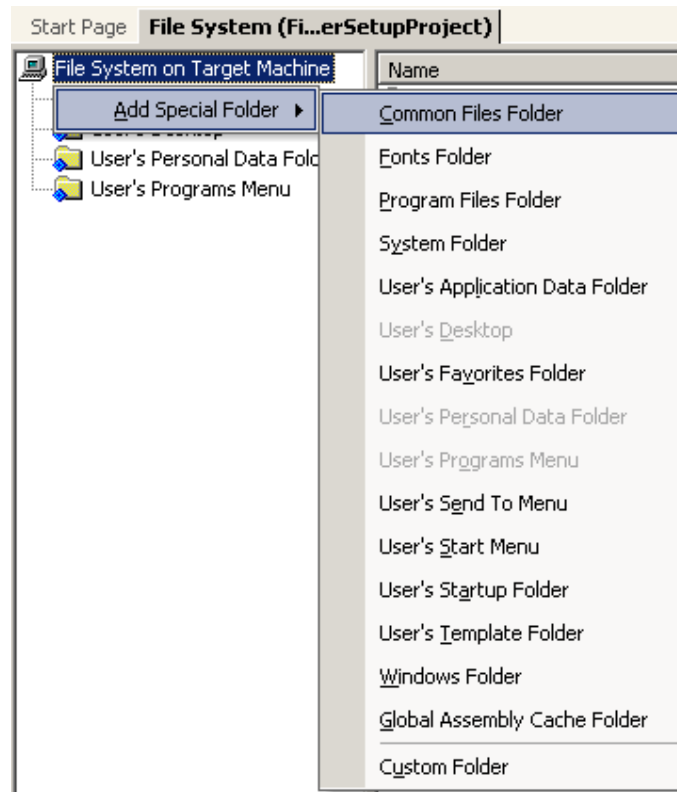 Start Page File System (Fi...erSetupProject)
File System on Target Machine
Name
Add Special Folder
User's Personal Data Folc
User's Programs Menu
Common Files Folder
Fonts Folder
Program Files Folder
System Folder
User's Application Data Folder
User's Desktop
User's Favorites Folder
User's Personal Data Folder
User's Programs Menu
User's Send To Menu
User's Start Menu
User's Startup Folder
User's Template Folder
Windows Folder
Global Assembly Cache Folder
Custom Folder